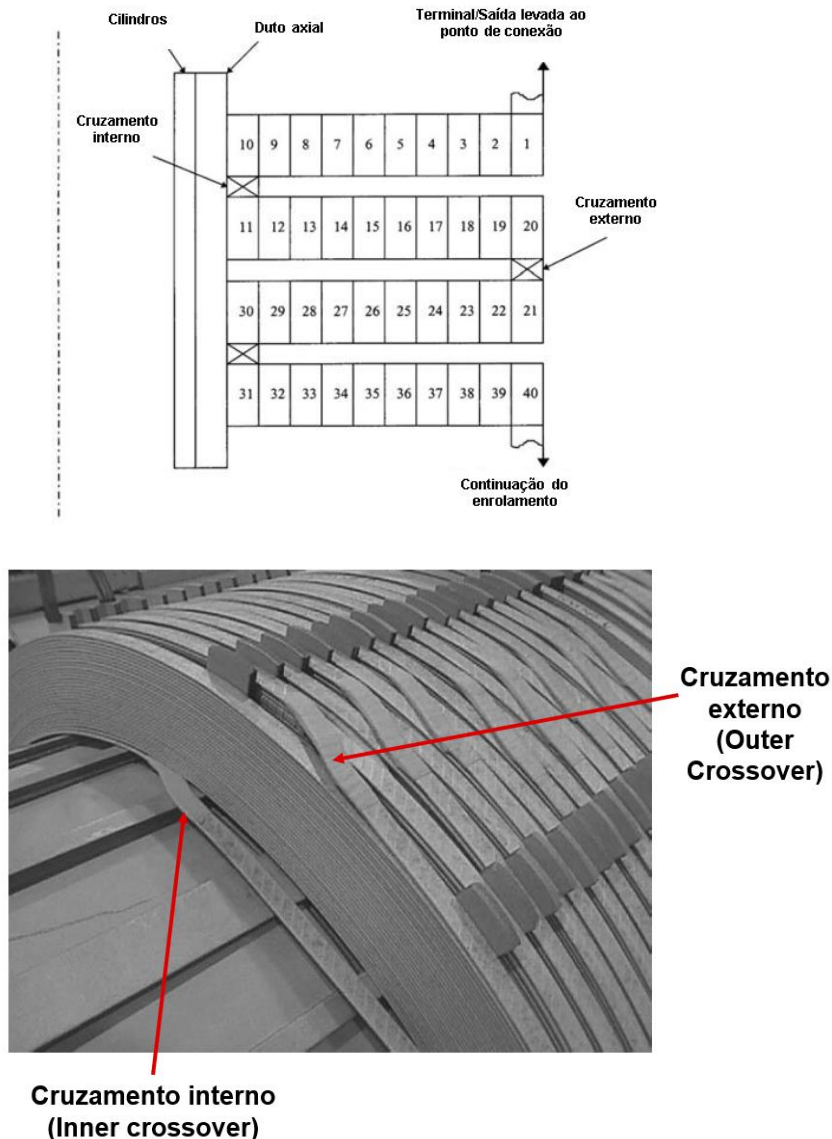 Terminal/Saída levada ao
ponto de conexão
Cilindros
Duto axial
Cruzamento
interno
10 9 8 7 6 5 4 3 2 1
Cruzamento
externo
11 12 13 14 15 16 17 18 19 20
30 29 28 27 26 25 24 23 22 21
31 32 33 34 35 36 37 38 39 40
Continuação do
enrolamento
Cruzamento
externo
(Outer
Crossover)
Cruzamento interno
(Inner crossover)